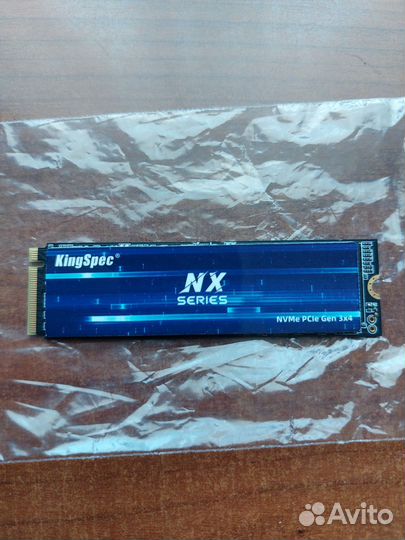 KingSpec®
NX
SERIES
NVMe PCIe Gen 3x4
Avito